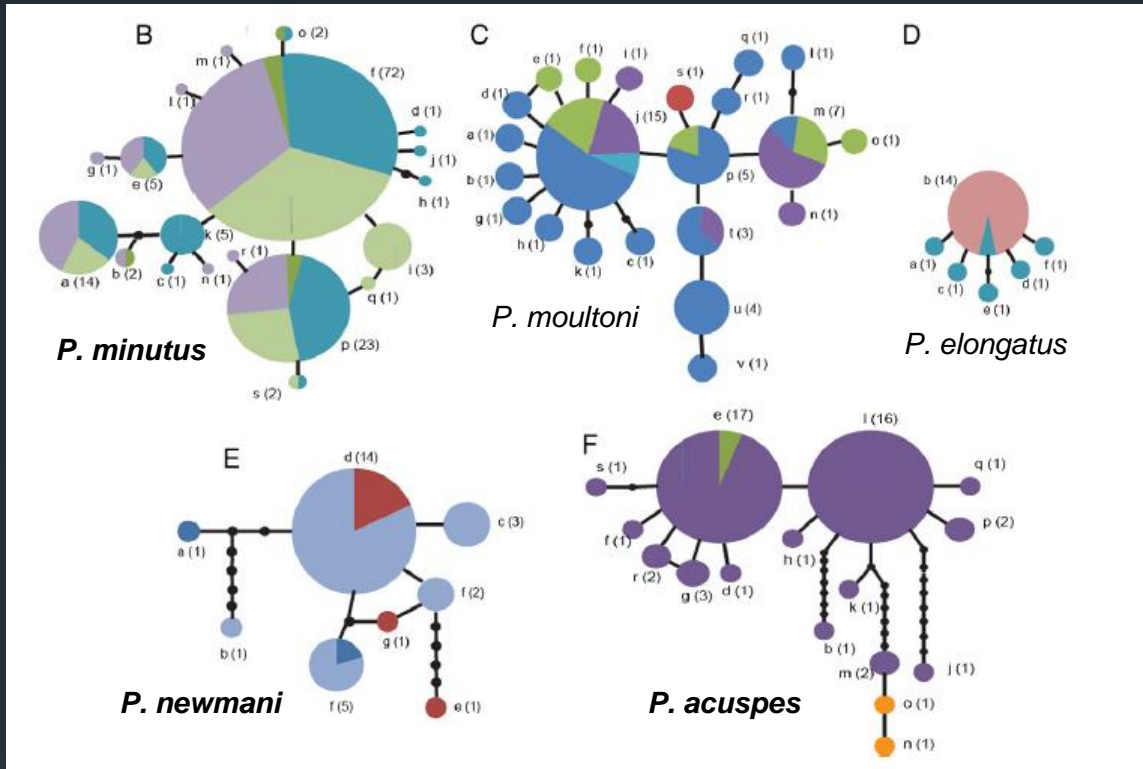 B
o (2)
m (1)
f (72)
l (1)
d (1)
j (1)
h (1)
g (1)
e (5)
k (5)
a (14)
b (2)
c (1)
n (1)
r (1)
i (3)
q (1)
p (23)
s (2)
P. minutus
C
q (1)
f (1)
e (1)
i (1)
l (1)
s (1)
d (1)
r (1)
j (15)
m (7)
a (1)
o (1)
p (5)
b (1)
g (1)
n (1)
h (1)
t (3)
k (1)
c (1)
u (4)
v (1)
P. moultoni
D
b (14)
a (1)
f (1)
c (1)
d (1)
e (1)
P. elongatus
E
d (14)
c (3)
a (1)
f (2)
b (1)
g (1)
f (5)
e (1)
P. newmani
F
e (17)
l (16)
s (1)
q (1)
p (2)
f (1)
h (1)
r (2)
g (3)
d (1)
k (1)
b (1)
m (2)
j (1)
o (1)
n (1)
P. acuspes